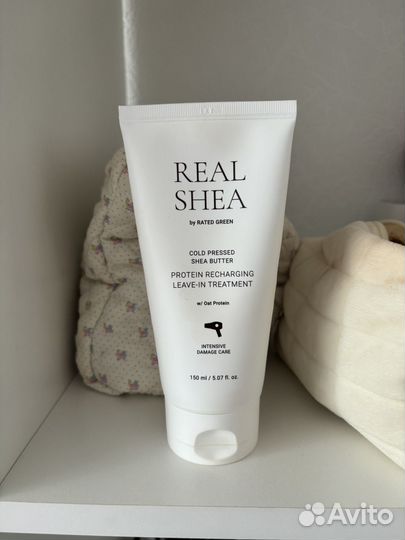 REAL
SHEA
by RATED GREEN
COLD PRESSED
SHEA BUTTER
PROTEIN RECHARGING
LEAVE-IN TREATMENT
w/ Oat Protein
INTENSIVE
DAMAGE CARE
150 ml / 5.07 fl. oz.
Avito